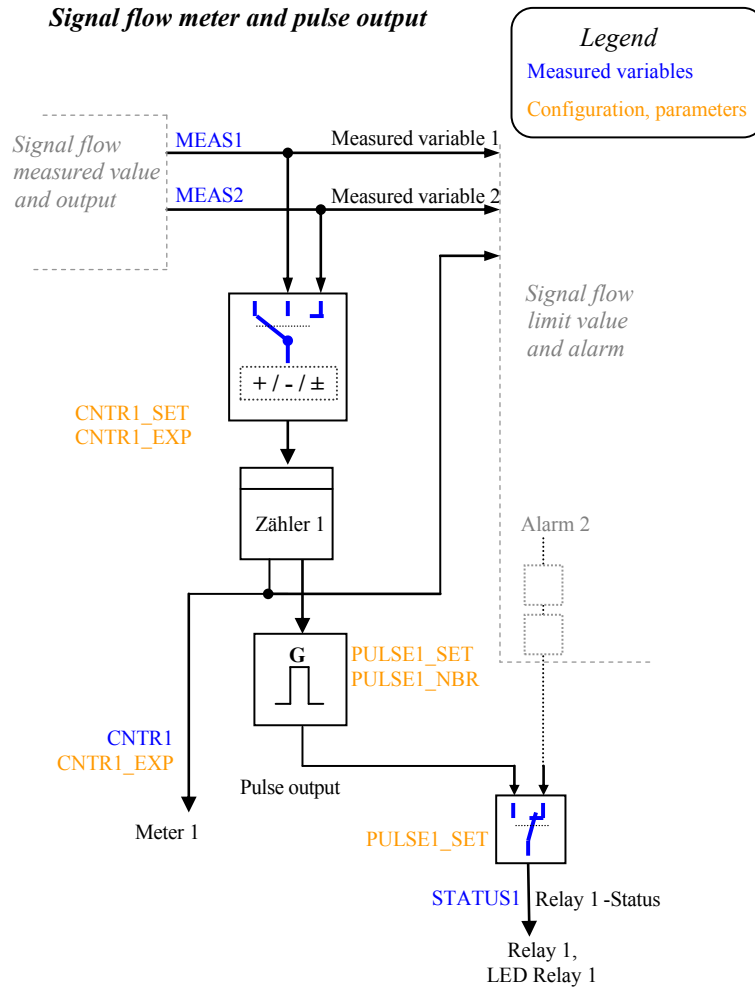 Signal flow meter and pulse output
Legend
Measured variables
Configuration, parameters
Signal flow
measured value
and output
MEAS1
Measured variable 1
MEAS2
Measured variable 2
Signal flow
limit value
and alarm
+ / - / ±
CNTR1_SET
CNTR1_EXP
Zähler 1
Alarm 2
G
PULSE1_SET
PULSE1_NBR
CNTR1
CNTR1_EXP
Pulse output
Meter 1
PULSE1_SET
STATUS1
Relay 1 -Status
Relay 1,
LED Relay 1